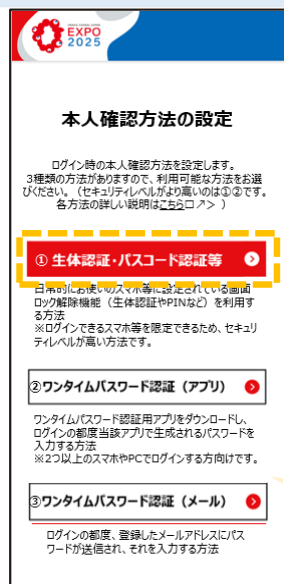 OSAKA, KANSAI, JAPAN
EXPO
2025
本人確認方法の設定
ログイン時の本人確認方法を設定します。
3種類の方法がありますので、利用可能な方法をお選
びください。（セキュリティレベルがより高いのは①②です。
各方法の詳しい説明はこちら ）
① 生体認証・パスコード認証等
日常的にお使いのスマホ等に設定されている画面
ロック解除機能（生体認証やPINなど）を利用す
る方法
※ログインできるスマホ等を限定できるため、セキュリ
ティレベルが高い方法です。
②ワンタイムパスワード認証（アプリ）
ワンタイムパスワード認証用アプリをダウンロードし、
ログインの都度当該アプリで生成されるパスワードを
入力する方法
※2つ以上のスマホやPCでログインする方向けです。
③ワンタイムパスワード認証（メール）
ログインの都度、登録したメールアドレスにパス
ワードが送信され、それを入力する方法